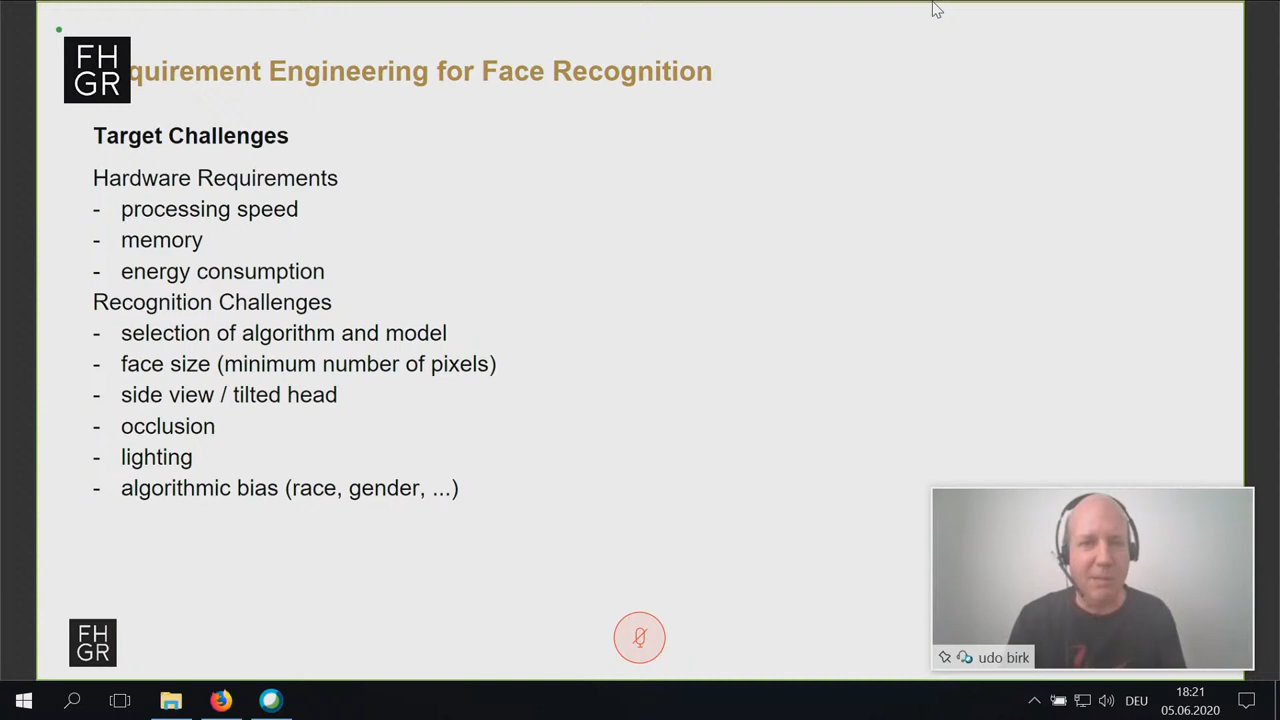 FH
GR
quirement Engineering for Face Recognition
Target Challenges
Hardware Requirements
- processing speed
- memory
- energy consumption
Recognition Challenges
- selection of algorithm and model
- face size (minimum number of pixels)
- side view / tilted head
- occlusion
- lighting
- algorithmic bias (race, gender, ...)
FH
GR
udo birk
DEU
18:21
05.06.2020